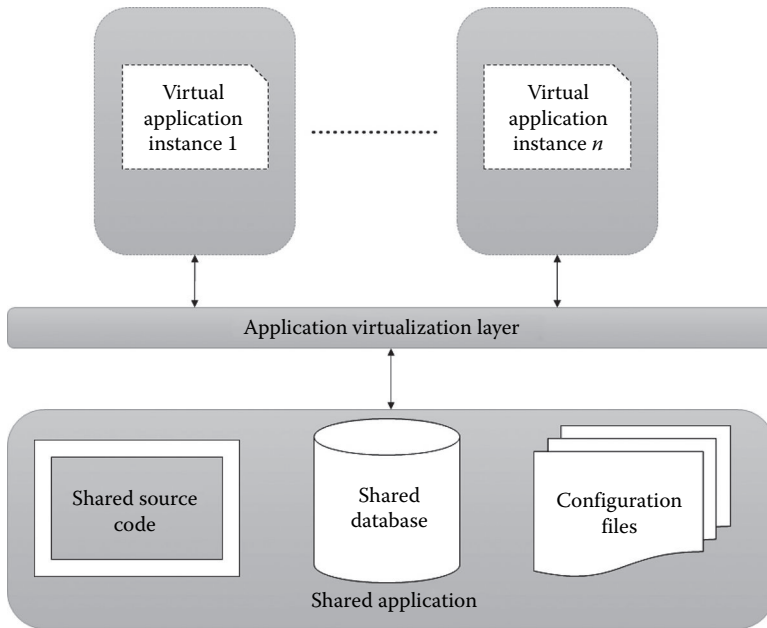 Virtual
application
instance 1
Virtual
application
instance n
Application virtualization layer
Shared source
code
Shared
database
Configuration
files
Shared application